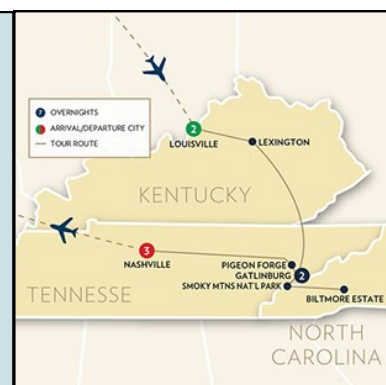 7 OVERNIGHTS
ARRIVAL/DEPARTURE CITY
TOUR ROUTE
2
LOUISVILLE
LEXINGTON
KENTUCKY
3
NASHVILLE
PIGEON FORGE
GATLINBURG
2
SMOKY MTNS NAT'L PARK
BILTMORE ESTATE
TENNESSEE
NORTH
CAROLINA